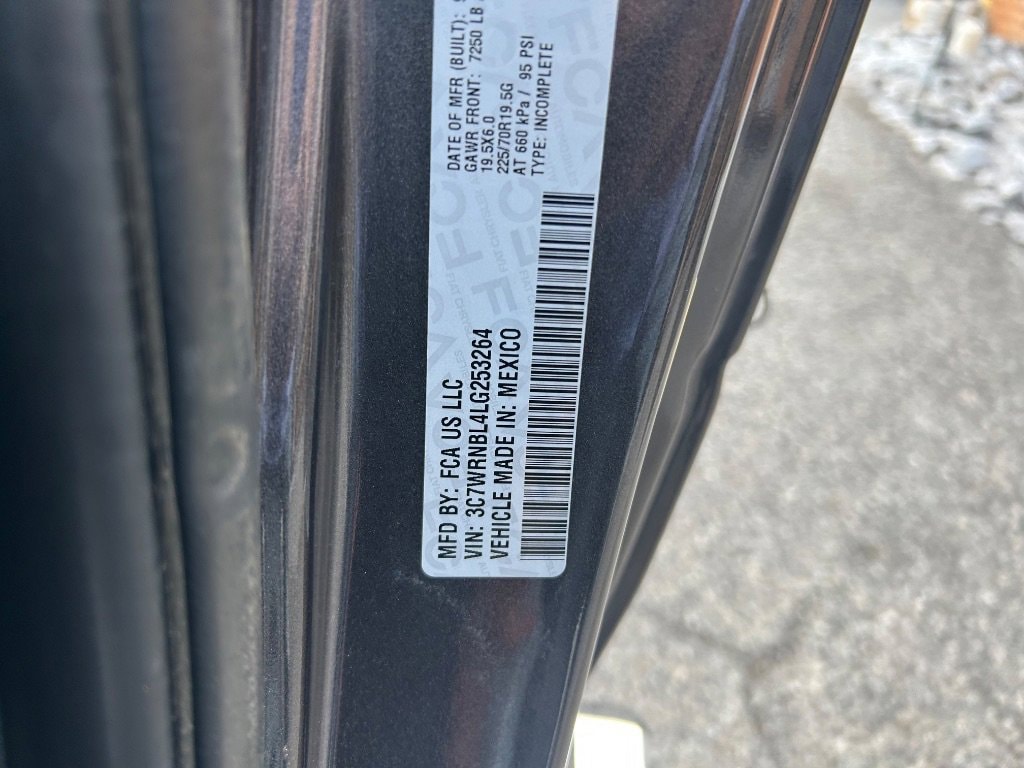 MFD BY: FCA US LLC
VIN: 3C7WRNBL4LG253264
VEHICLE MADE IN: MEXICO
DATE OF MFR (BUILT):
GAWR FRONT: 7250 LB
19.5X6.0
225/70R19.5G
AT 660 kPa / 95 PSI
TYPE: INCOMPLETE